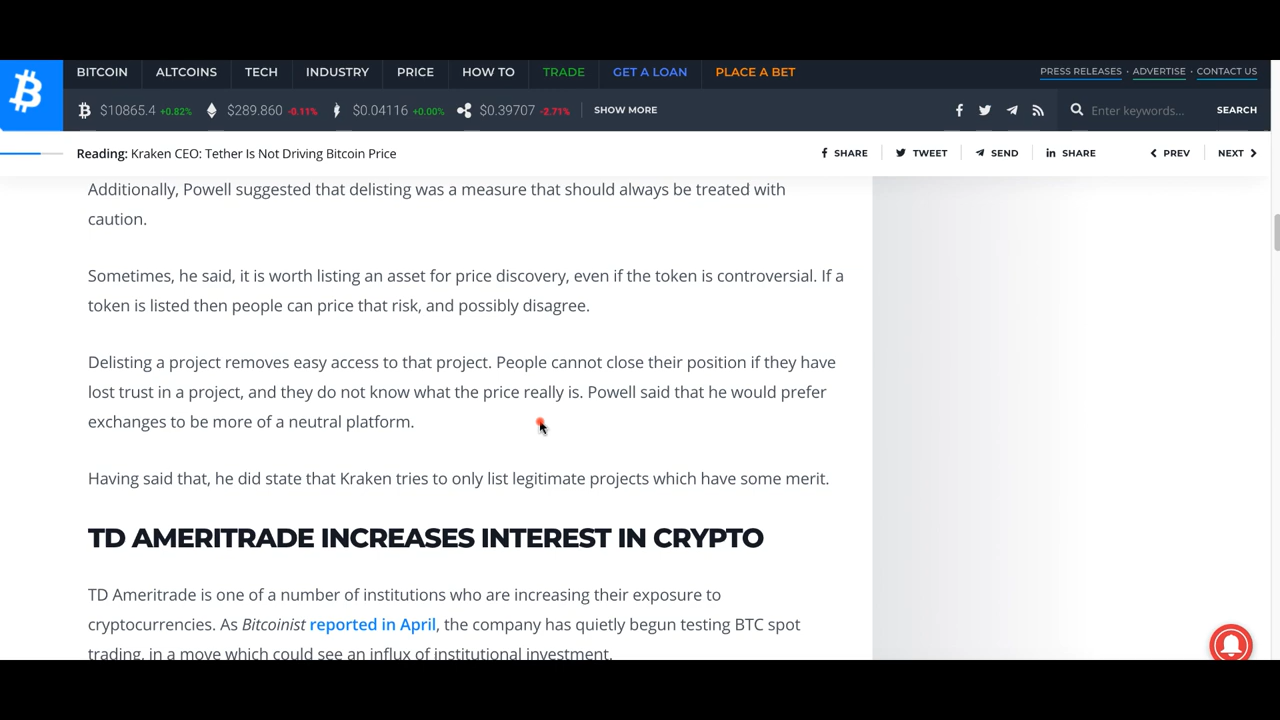 BITCOIN ALTCOINS TECH INDUSTRY PRICE HOW TO TRADE GET A LOAN PLACE A BET PRESS RELEASES · ADVERTISE · CONTACT US
$10865.4 +0.82% $289.860 -0.11% $0.04116 +0.00% $0.39707 -2.71% SHOW MORE Enter keywords... SEARCH
Reading: Kraken CEO: Tether Is Not Driving Bitcoin Price SHARE TWEET SEND SHARE PREV NEXT
Additionally, Powell suggested that delisting was a measure that should always be treated with
caution.
Sometimes, he said, it is worth listing an asset for price discovery, even if the token is controversial. If a
token is listed then people can price that risk, and possibly disagree.
Delisting a project removes easy access to that project. People cannot close their position if they have
lost trust in a project, and they do not know what the price really is. Powell said that he would prefer
exchanges to be more of a neutral platform.
Having said that, he did state that Kraken tries to only list legitimate projects which have some merit.
TD AMERITRADE INCREASES INTEREST IN CRYPTO
TD Ameritrade is one of a number of institutions who are increasing their exposure to
cryptocurrencies. As Bitcoinist reported in April, the company has quietly begun testing BTC spot
trading, in a move which could see an influx of institutional investment.